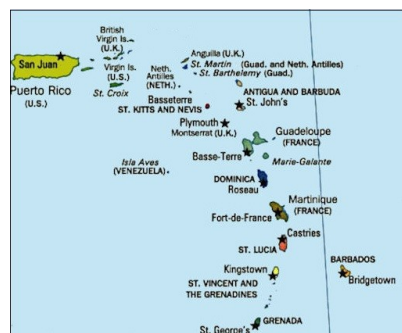 British
Virgin Is.
(U.K.)
Anguilla (U.K.)
San Juan
Neth.
Antilles
(NETH.)
St. Martin (Guad. and Neth. Antilles)
St. Barthelemy (Guad.)
Virgin Is.
(U.S.)
Puerto Rico
(U.S.)
St. Croix
Basseterre
ST. KITTS AND NEVIS
ANTIGUA AND BARBUDA
St. John's
Plymouth
Montserrat (U.K.)
Guadeloupe
(FRANCE)
Basse-Terre
Marie-Galante
Isla Aves
(VENEZUELA)
DOMINICA
Roseau
Martinique
(FRANCE)
Fort-de-France
Castries
ST. LUCIA
BARBADOS
Bridgetown
Kingstown
ST. VINCENT AND
THE GRENADINES
GRENADA
St. George's